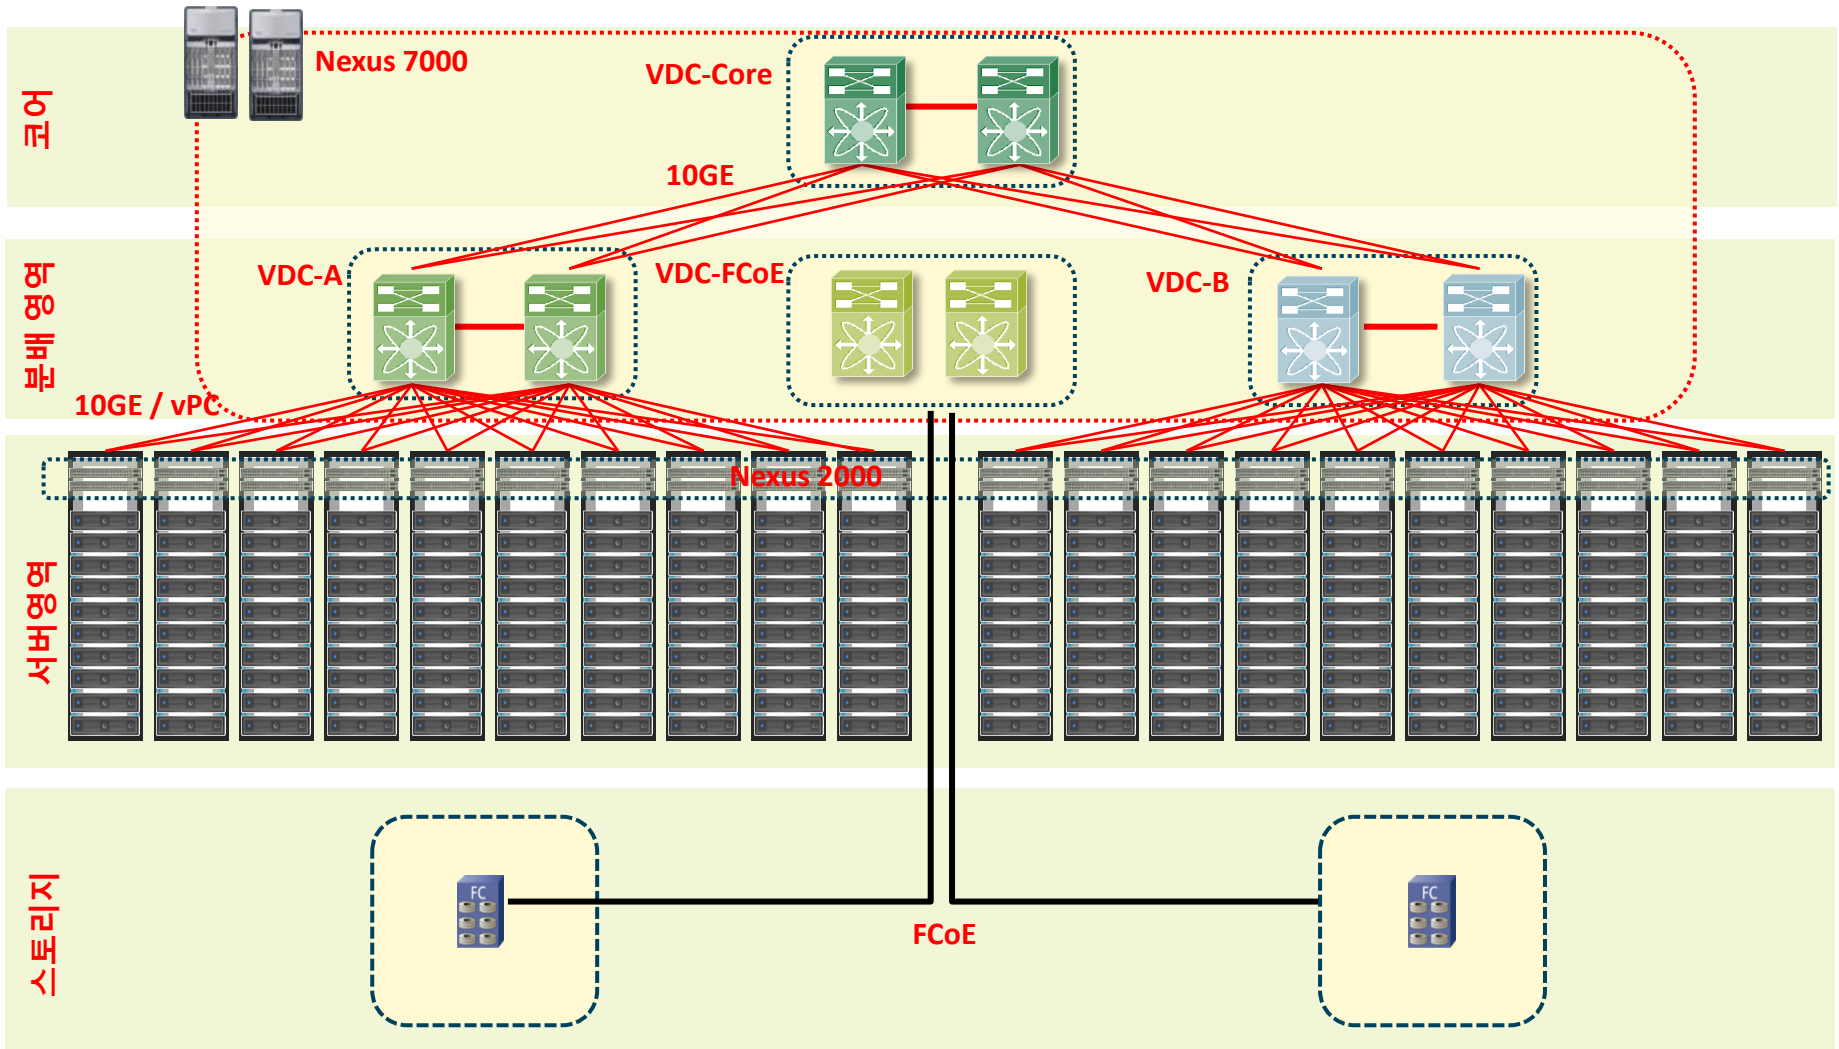 Nexus 7000
VDC-Core
코어
10GE
VDC-A
VDC-FCoE
VDC-B
분배 영역
10GE / vPC
Nexus 2000
서버영역
스토리지
FC
FC
FCoE